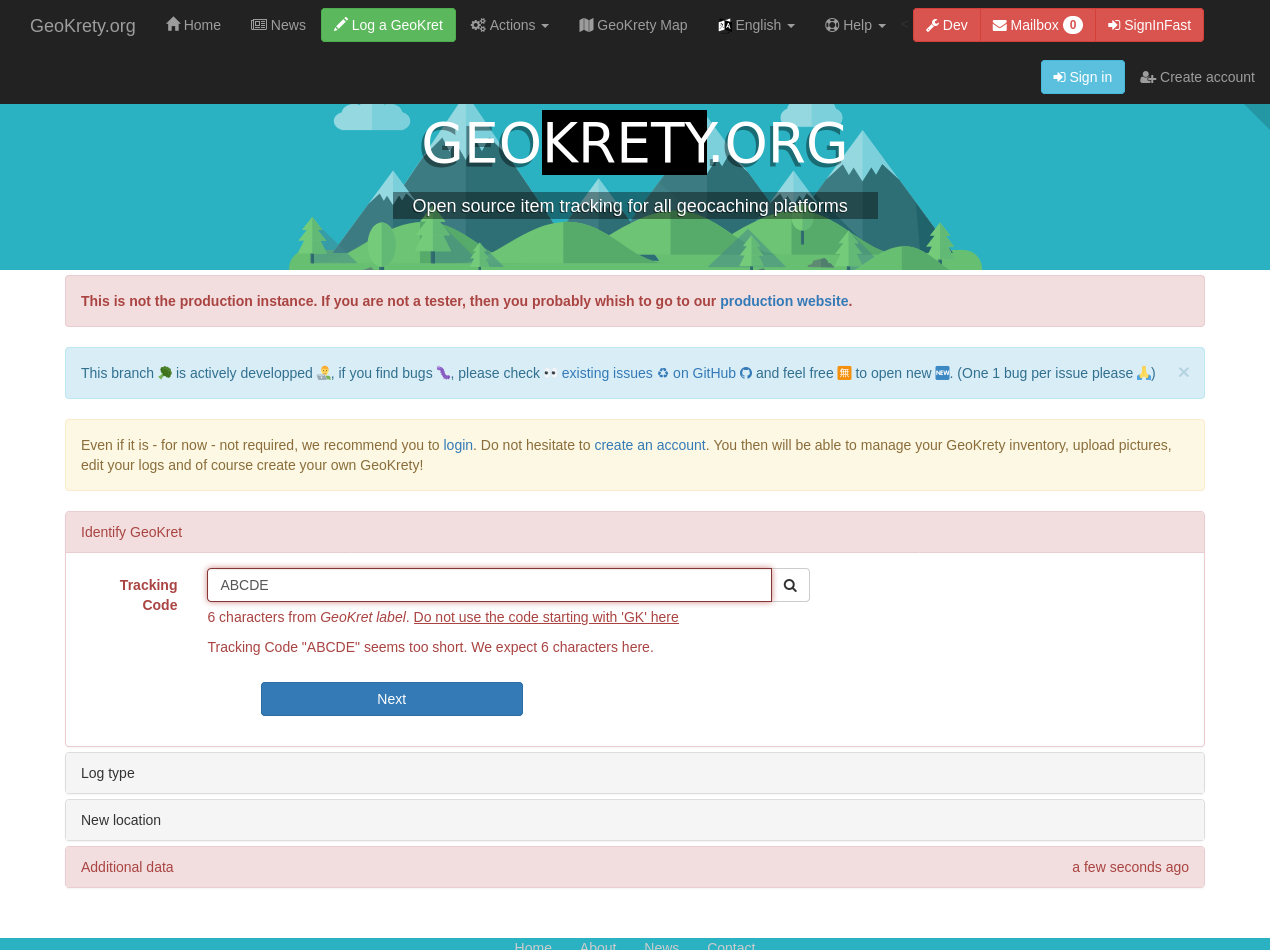 GeoKrety.org Home News Log a GeoKret Actions GeoKrety Map English Help < Dev Mailbox 0 SignInFast
Sign in Create account
GEOKRETY.ORG
Open source item tracking for all geocaching platforms
This is not the production instance. If you are not a tester, then you probably whish to go to our production website.
This branch 🥦 is actively developped 👨‍🔬, if you find bugs 🐛, please check 👀 existing issues ♻ on GitHub and feel free 🈚 to open new 🆕. (One 1 bug per issue please 🙏) ×
Even if it is - for now - not required, we recommend you to login. Do not hesitate to create an account. You then will be able to manage your GeoKrety inventory, upload pictures,
edit your logs and of course create your own GeoKrety!
Identify GeoKret
Tracking
Code
ABCDE
6 characters from GeoKret label. Do not use the code starting with 'GK' here
Tracking Code "ABCDE" seems too short. We expect 6 characters here.
Next
Log type
New location
Additional data a few seconds ago
Home About News Contact